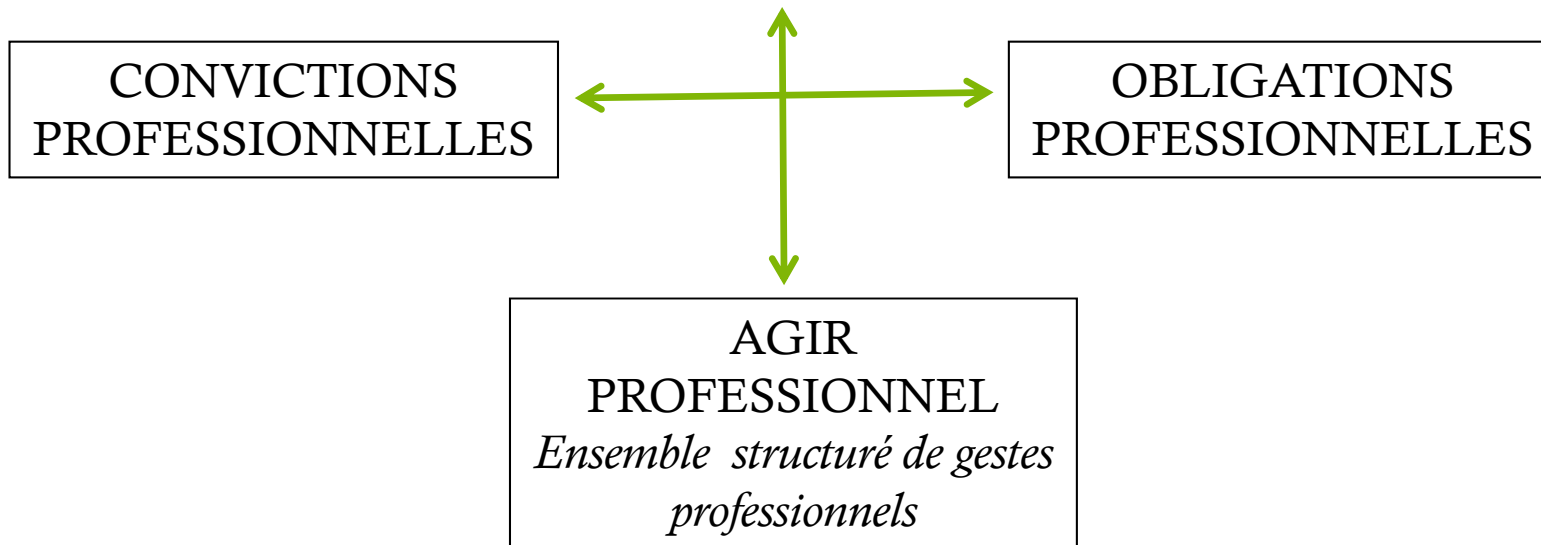 CONVICTIONS
PROFESSIONNELLES
OBLIGATIONS
PROFESSIONNELLES
AGIR
PROFESSIONNEL
Ensemble structuré de gestes
professionnels